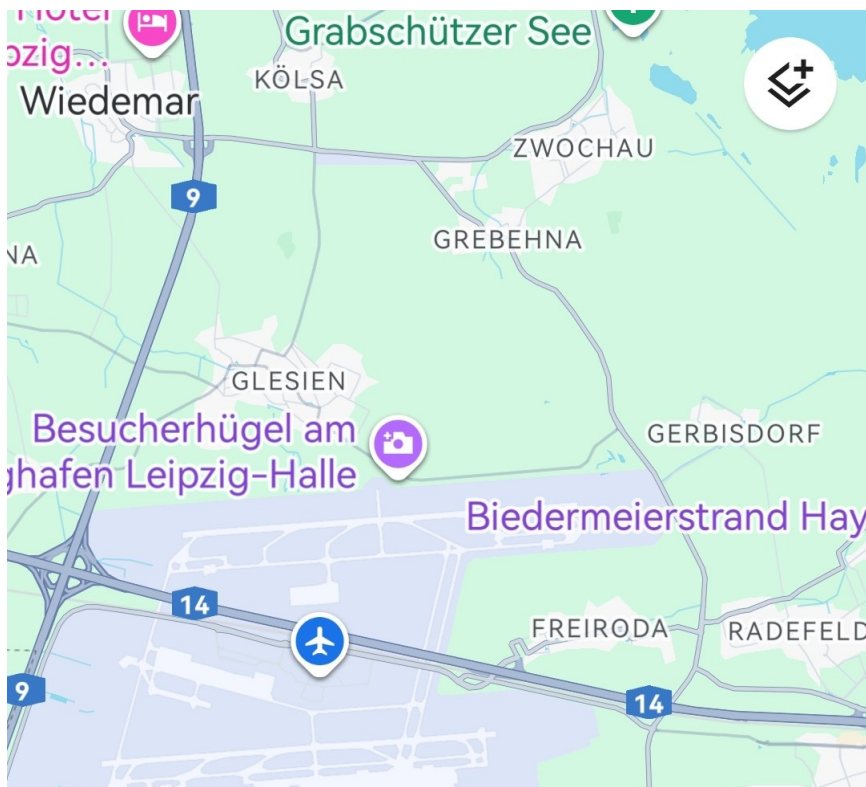 Grabschützer See
KÖLSA
Wiedemar
ZWOCHAU
9
GREBEHNA
NA
GLESIEN
Besucherhügel am
ghafen Leipzig-Halle
GERBISDORF
Biedermeierstrand Hay
14
FREIRODA
RADEFELD
9
14